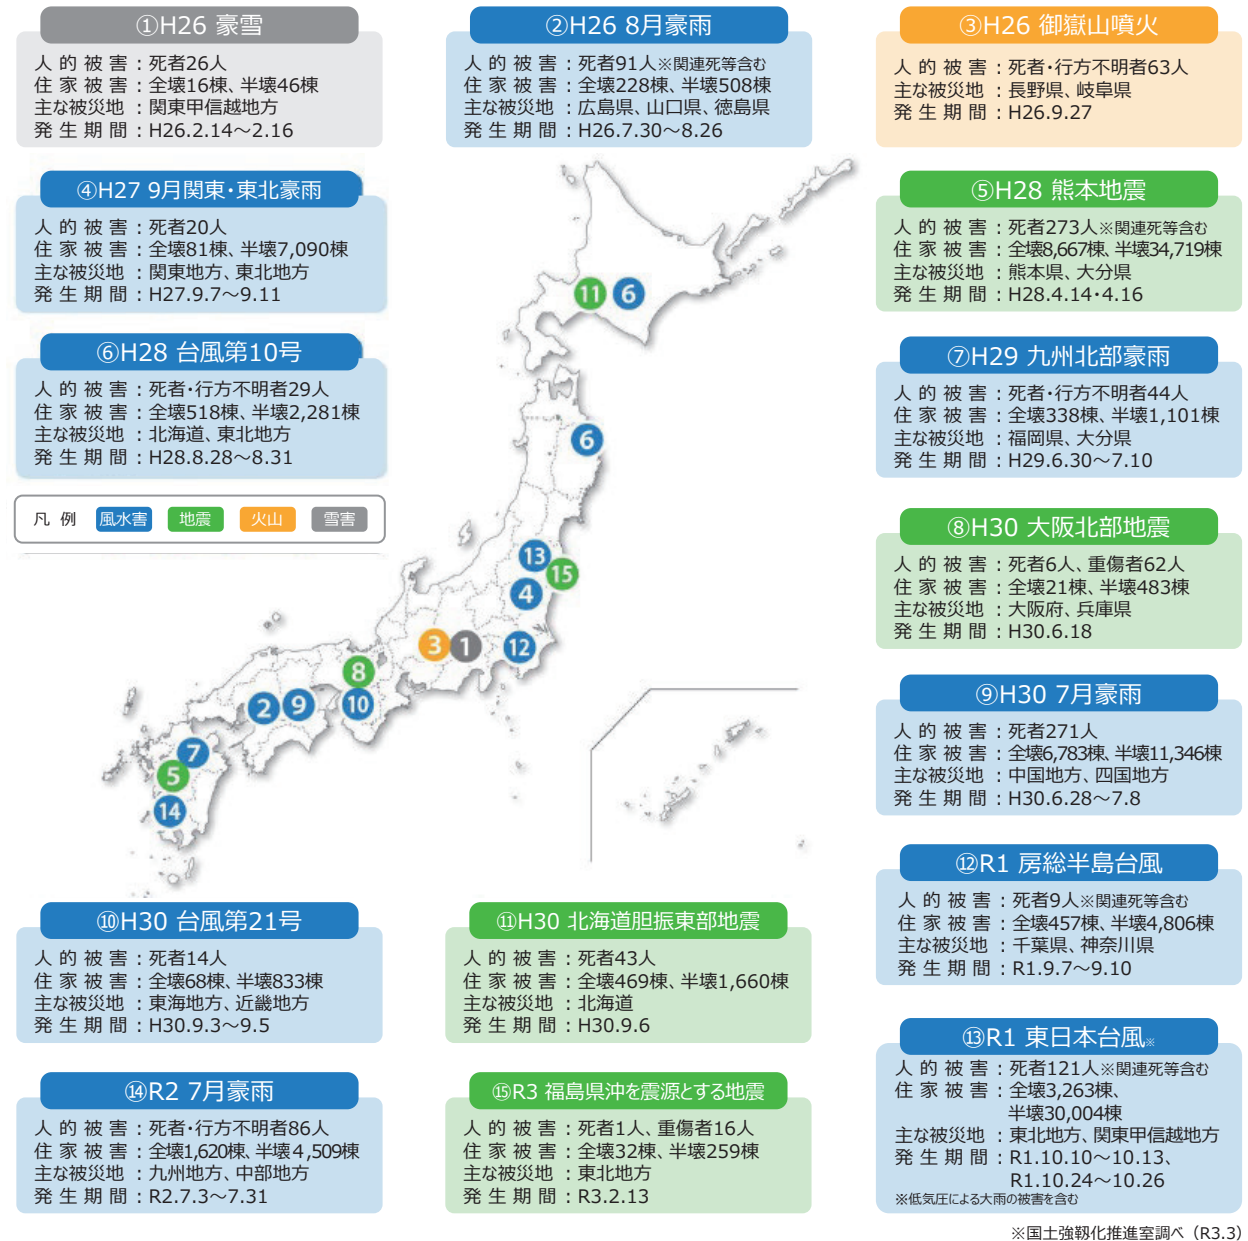 ①H26 豪雪
人的被害：死者26人
住家被害：全壊16棟、半壊46棟
主な被災地：関東甲信越地方
発生期間：H26.2.14～2.16
②H26 8月豪雨
人的被害：死者91人※関連死等含む
住家被害：全壊228棟、半壊508棟
主な被災地：広島県、山口県、徳島県
発生期間：H26.7.30～8.26
③H26 御嶽山噴火
人的被害：死者・行方不明者63人
主な被災地：長野県、岐阜県
発生期間：H26.9.27
④H27 9月関東・東北豪雨
人的被害：死者20人
住家被害：全壊81棟、半壊7,090棟
主な被災地：関東地方、東北地方
発生期間：H27.9.7～9.11
⑤H28 熊本地震
人的被害：死者273人※関連死等含む
住家被害：全壊8,667棟、半壊34,719棟
主な被災地：熊本県、大分県
発生期間：H28.4.14・4.16
⑥H28 台風第10号
人的被害：死者・行方不明者29人
住家被害：全壊518棟、半壊2,281棟
主な被災地：北海道、東北地方
発生期間：H28.8.28～8.31
⑦H29 九州北部豪雨
人的被害：死者・行方不明者44人
住家被害：全壊338棟、半壊1,101棟
主な被災地：福岡県、大分県
発生期間：H29.6.30～7.10
凡例 風水害 地震 火山 雪害
⑧H30 大阪北部地震
人的被害：死者6人、重傷者62人
住家被害：全壊21棟、半壊483棟
主な被災地：大阪府、兵庫県
発生期間：H30.6.18
⑨H30 7月豪雨
人的被害：死者271人
住家被害：全壊6,783棟、半壊11,346棟
主な被災地：中国地方、四国地方
発生期間：H30.6.28～7.8
11 6
6
13
15
4
3 1 12
8
2 9 10
7
5
14
⑩H30 台風第21号
人的被害：死者14人
住家被害：全壊68棟、半壊833棟
主な被災地：東海地方、近畿地方
発生期間：H30.9.3～9.5
⑪H30 北海道胆振東部地震
人的被害：死者43人
住家被害：全壊469棟、半壊1,660棟
主な被災地：北海道
発生期間：H30.9.6
⑫R1 房総半島台風
人的被害：死者9人※関連死等含む
住家被害：全壊457棟、半壊4,806棟
主な被災地：千葉県、神奈川県
発生期間：R1.9.7～9.10
⑬R1 東日本台風※
人的被害：死者121人※関連死等含む
住家被害：全壊3,263棟、
半壊30,004棟
主な被災地：東北地方、関東甲信越地方
発生期間：R1.10.10～10.13、
R1.10.24～10.26
※低気圧による大雨の被害を含む
⑭R2 7月豪雨
人的被害：死者・行方不明者86人
住家被害：全壊1,620棟、半壊4,509棟
主な被災地：九州地方、中部地方
発生期間：R2.7.3～7.31
⑮R3 福島県沖を震源とする地震
人的被害：死者1人、重傷者16人
住家被害：全壊32棟、半壊259棟
主な被災地：東北地方
発生期間：R3.2.13
※国土強靱化推進室調べ（R3.3）